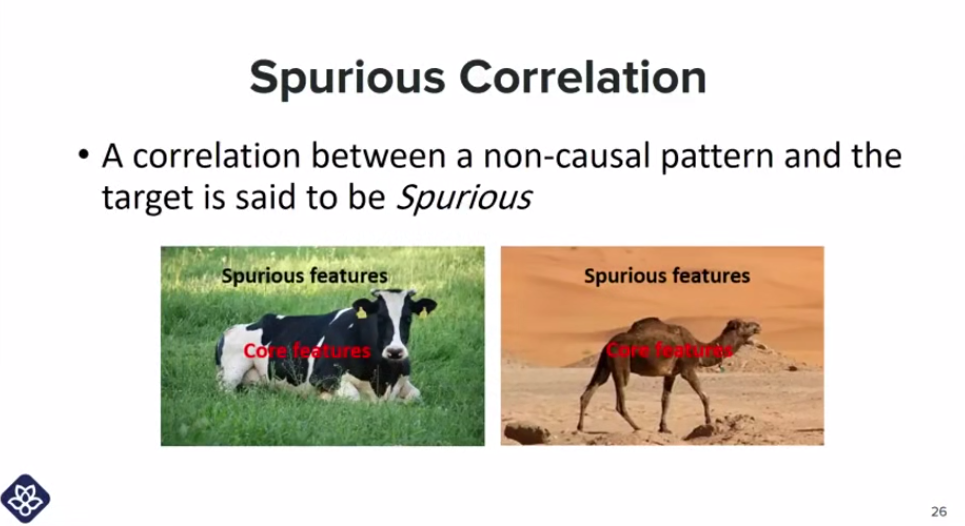 Spurious Correlation
• A correlation between a non-causal pattern and the
target is said to be Spurious
Spurious features
Core features
Spurious features
Core features
26